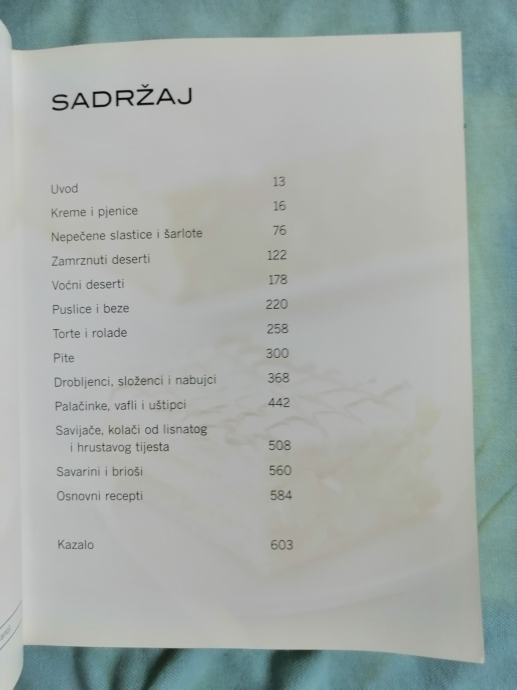 SADRŽAJ
Uvod 13
Kreme i pjenice 16
Nepečene slastice i šarlote 76
Zamrznuti deserti 122
Voćni deserti 178
Puslice i beze 220
Torte i rolade 258
Pite 300
Drobljenci, složenci i nabujci 368
Palačinke, vafli i uštipci 442
Savijače, kolači od lisnatog
i hrustavog tijesta 508
Savarini i brioši 560
Osnovni recepti 584
Kazalo 603